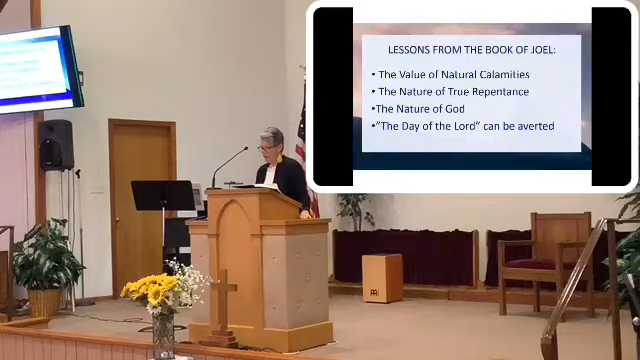 LESSONS FROM THE BOOK OF JOEL:
• The Value of Natural Calamities
• The Nature of True Repentance
•The Nature of God
•"The Day of the Lord" can be averted
MEINL